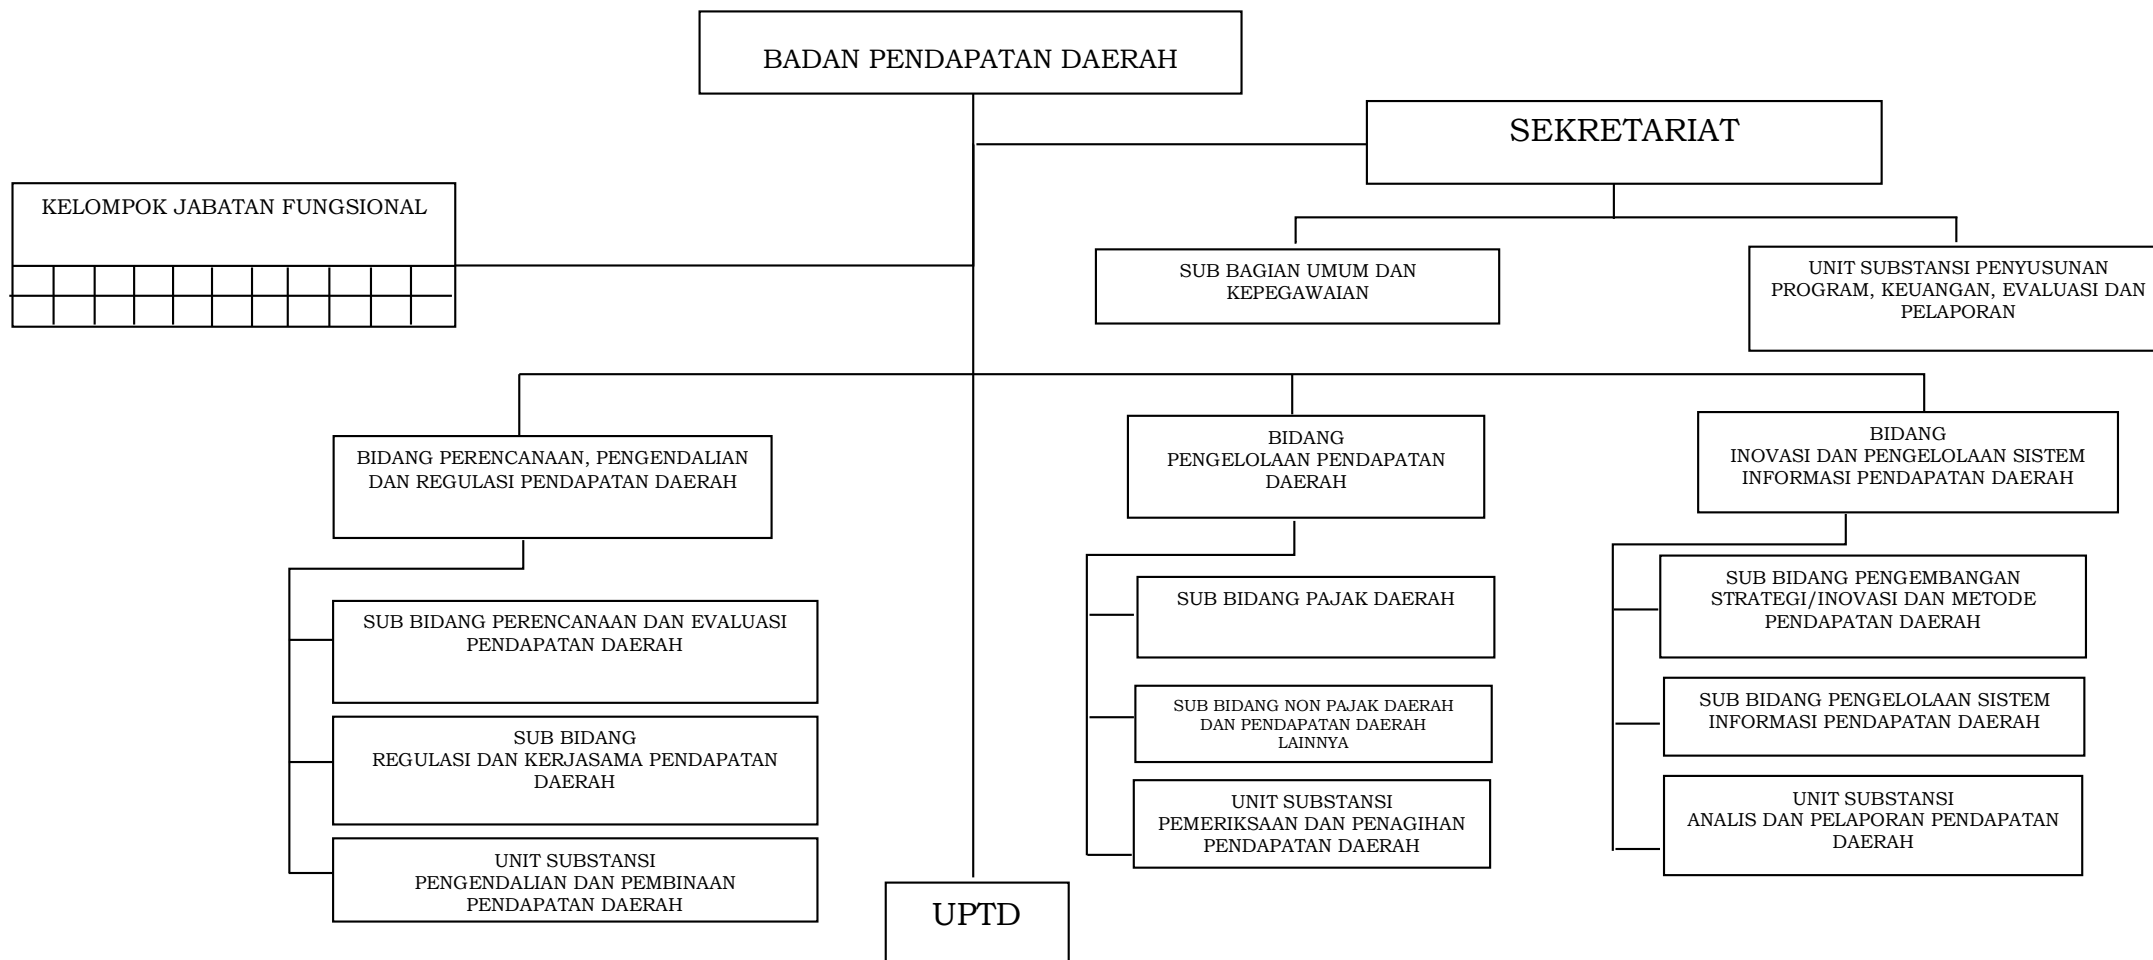 BADAN PENDAPATAN DAERAH
SEKRETARIAT
KELOMPOK JABATAN FUNGSIONAL
SUB BAGIAN UMUM DAN
KEPEGAWAIAN
UNIT SUBSTANSI PENYUSUNAN
PROGRAM, KEUANGAN, EVALUASI DAN
PELAPORAN
BIDANG PERENCANAAN, PENGENDALIAN
DAN REGULASI PENDAPATAN DAERAH
SUB BIDANG PERENCANAAN DAN EVALUASI
PENDAPATAN DAERAH
SUB BIDANG
REGULASI DAN KERJASAMA PENDAPATAN
DAERAH
UNIT SUBSTANSI
PENGENDALIAN DAN PEMBINAAN
PENDAPATAN DAERAH
BIDANG
PENGELOLAAN PENDAPATAN
DAERAH
SUB BIDANG PAJAK DAERAH
SUB BIDANG NON PAJAK DAERAH
DAN PENDAPATAN DAERAH
LAINNYA
UNIT SUBSTANSI
PEMERIKSAAN DAN PENAGIHAN
PENDAPATAN DAERAH
BIDANG
INOVASI DAN PENGELOLAAN SISTEM
INFORMASI PENDAPATAN DAERAH
SUB BIDANG PENGEMBANGAN
STRATEGI/INOVASI DAN METODE
PENDAPATAN DAERAH
SUB BIDANG PENGELOLAAN SISTEM
INFORMASI PENDAPATAN DAERAH
UNIT SUBSTANSI
ANALIS DAN PELAPORAN PENDAPATAN
DAERAH
UPTD